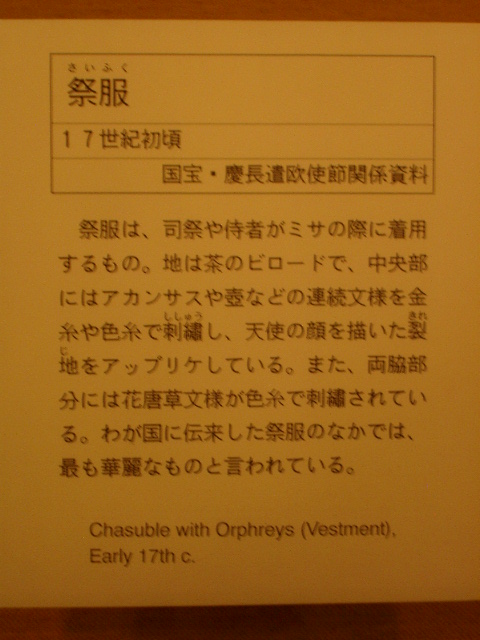 さいふく
祭服
17世紀初頃
国宝・慶長遣欧使節関係資料
祭服は、司祭や侍者がミサの際に着用
するもの。地は茶のビロードで、中央部
にはアカンサスや壺などの連続文様を金
ししゅう きれ
糸や色糸で刺繡し、天使の顔を描いた裂
じ
地をアップリケしている。また、両脇部
分には花唐草文様が色糸で刺繡されてい
る。わが国に伝来した祭服のなかでは、
最も華麗なものと言われている。
Chasuble with Orphreys (Vestment),
Early 17th c.